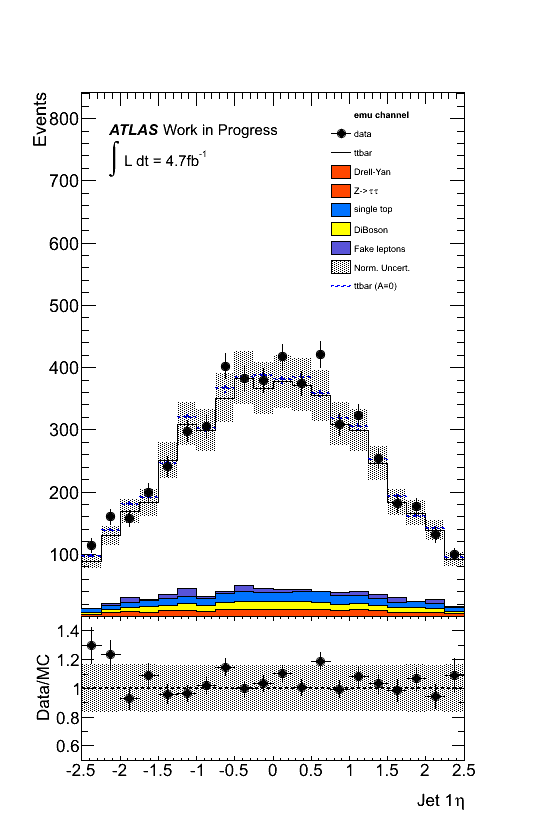 Events
800
700
600
500
400
300
200
100
ATLAS Work in Progress
∫ L dt = 4.7fb⁻¹
emu channel
data
ttbar
Drell-Yan
Z->ττ
single top
DiBoson
Fake leptons
Norm. Uncert.
ttbar (A=0)
Data/MC
1.4
1.2
1
0.8
0.6
-2.5 -2 -1.5 -1 -0.5 0 0.5 1 1.5 2 2.5
Jet 1η